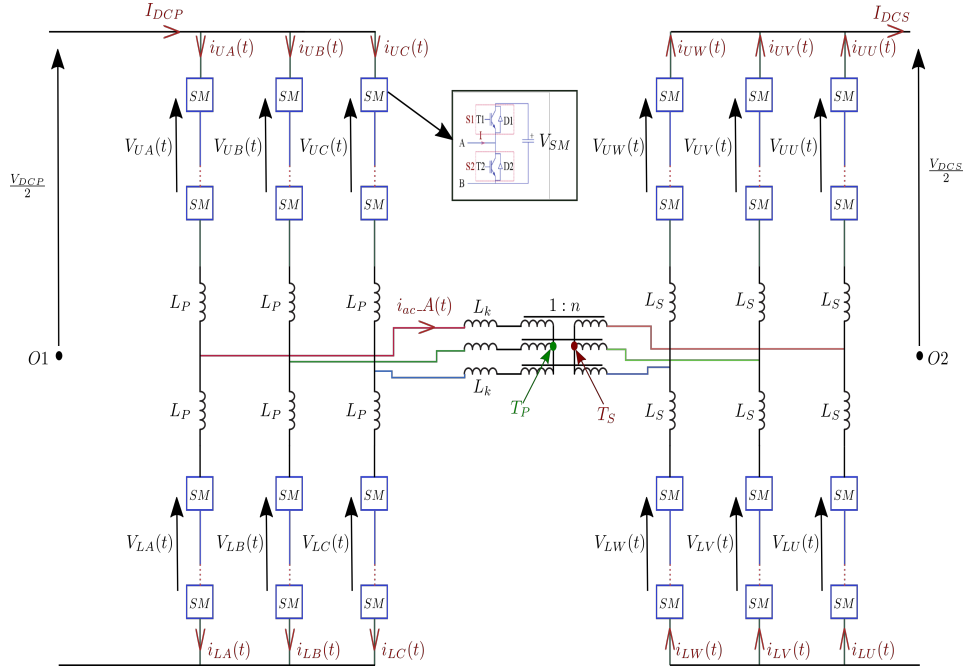 I_{DCP} I_{DCS}
i_{UA}(t) i_{UB}(t) i_{UC}(t) i_{UW}(t) i_{UV}(t) i_{UU}(t)
SM SM SM SM SM SM
S1 T1 D1
A I V_{SM} +
S2 T2 D2
B
V_{UA}(t) V_{UB}(t) V_{UC}(t) V_{UW}(t) V_{UV}(t) V_{UU}(t)
\frac{V_{DCP}}{2} \frac{V_{DCS}}{2}
SM SM SM SM SM SM
L_P L_P L_P i_{ac}\_A(t) L_k 1 : n L_S L_S L_S
O1 O2
L_P L_P L_P L_k T_P T_S L_S L_S L_S
SM SM SM SM SM SM
V_{LA}(t) V_{LB}(t) V_{LC}(t) V_{LW}(t) V_{LV}(t) V_{LU}(t)
SM SM SM SM SM SM
i_{LA}(t) i_{LB}(t) i_{LC}(t) i_{LW}(t) i_{LV}(t) i_{LU}(t)